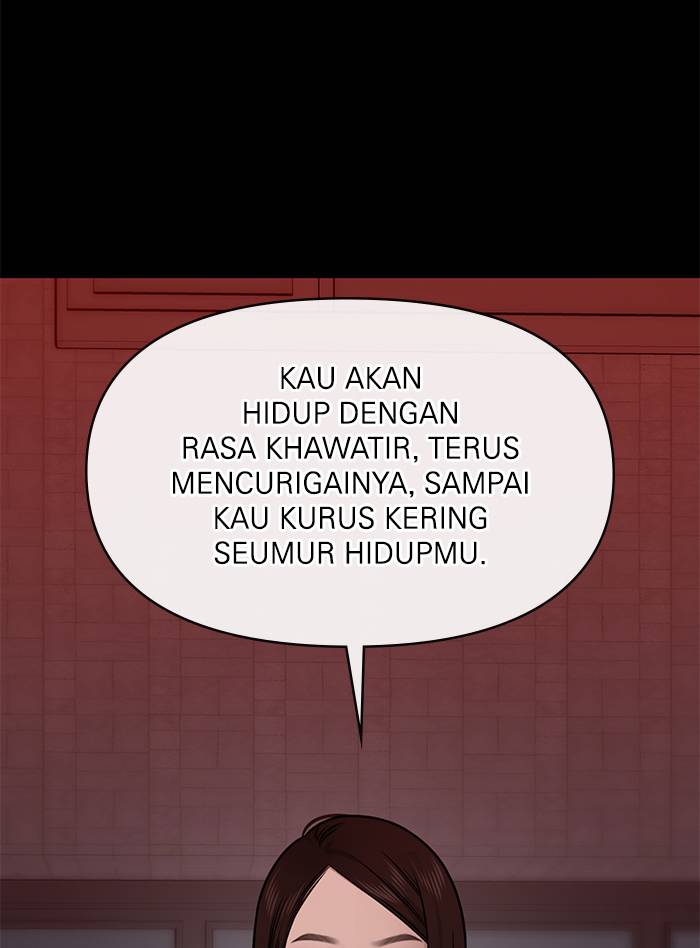 KAU AKAN
HIDUP DENGAN
RASA KHAWATIR, TERUS
MENCURIGAINYA, SAMPAI
KAU KURUS KERING
SEUMUR HIDUPMU.